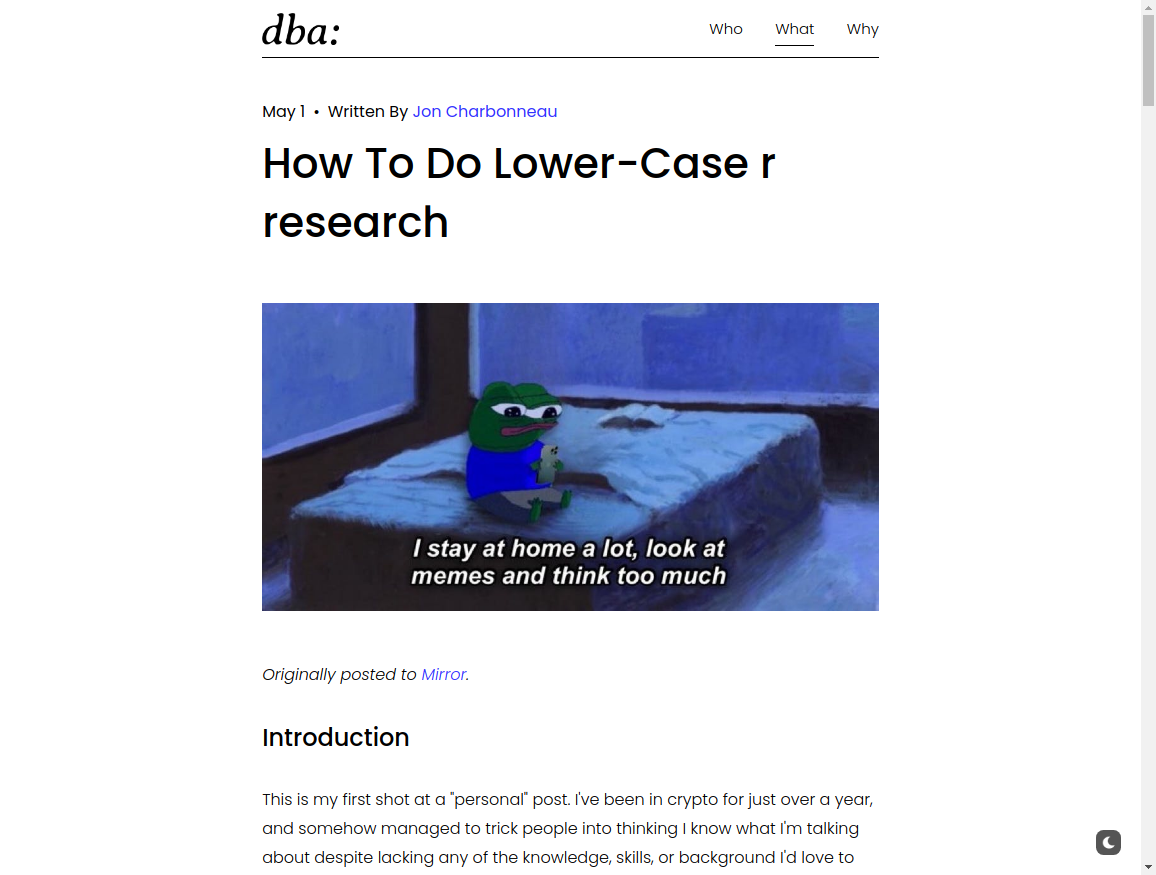 dba:
Who What Why
May 1 • Written By Jon Charbonneau
How To Do Lower-Case r
research
I stay at home a lot, look at
memes and think too much
Originally posted to Mirror.
Introduction
This is my first shot at a "personal" post. I've been in crypto for just over a year,
and somehow managed to trick people into thinking I know what I'm talking
about despite lacking any of the knowledge, skills, or background I'd love to